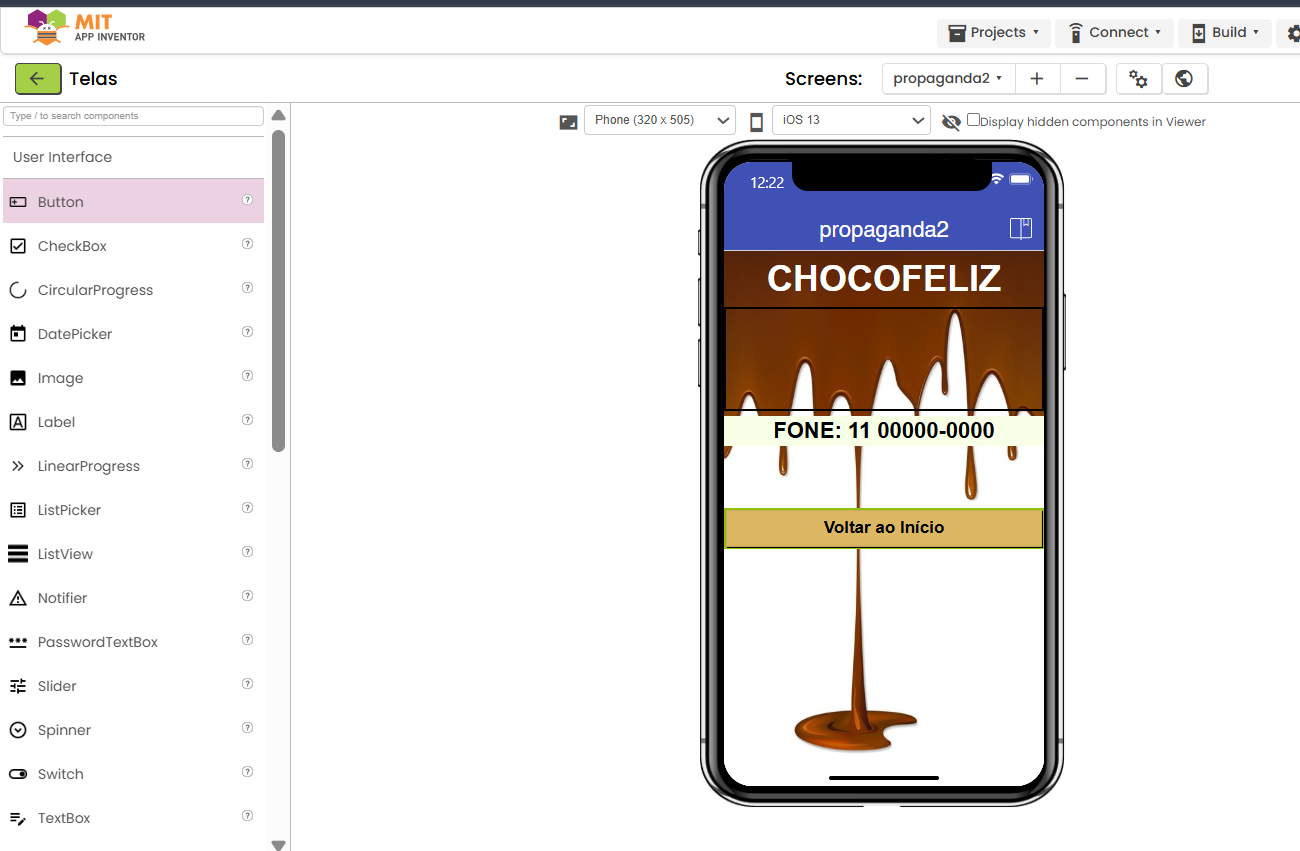 MIT
APP INVENTOR
Projects
Connect
Build
Telas
Screens:
propaganda2
Type / to search components
Phone (320 x 505)
iOS 13
Display hidden components in Viewer
User Interface
Button
CheckBox
CircularProgress
DatePicker
Image
Label
LinearProgress
ListPicker
ListView
Notifier
PasswordTextBox
Slider
Spinner
Switch
TextBox
12:22
propaganda2
CHOCOFELIZ
FONE: 11 00000-0000
Voltar ao Início